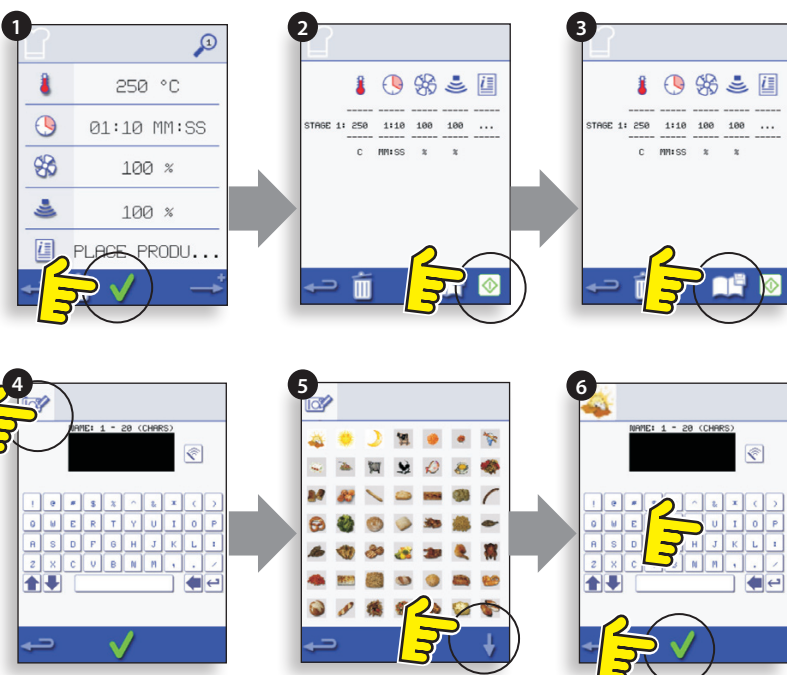 1
1
250 °C
01:10 MM:SS
100 %
100 %
PLACE PRODU...
2
----- ----- ----- ----- -----
STAGE 1: 250 1:10 100 100 ...
----- ----- ----- ----- -----
C MM:SS % %
3
----- ----- ----- ----- -----
STAGE 1: 250 1:10 100 100 ...
----- ----- ----- ----- -----
C MM:SS % %
4
NAME: 1 - 20 (CHARS)
! @ # $ % ^ & * ( )
Q W E R T Y U I O P
A S D F G H J K L :
Z X C V B N M , . /
5
6
NAME: 1 - 20 (CHARS)
! @ # ^ & * ( )
Q W E U I O P
A S D H J K L :
Z X C N M , . /